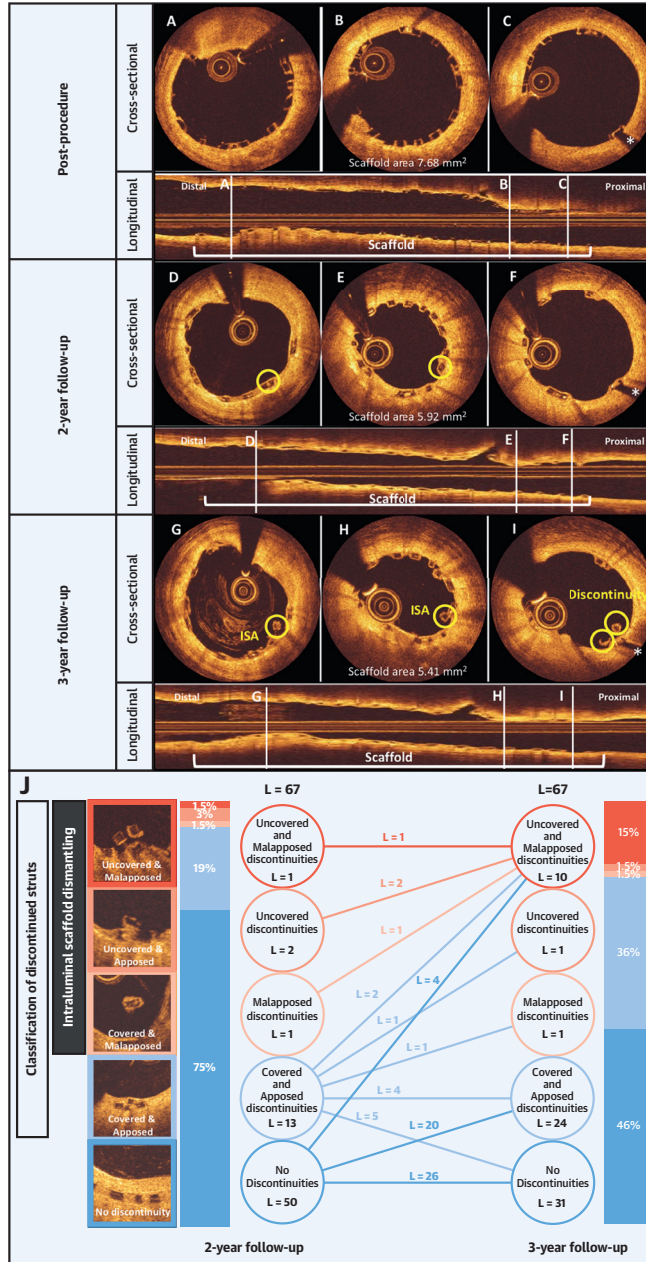 Post-procedure
Cross-sectional
A
B
C
Scaffold area 7.68 mm²
*
Longitudinal
Distal
A
B
C
Proximal
Scaffold
2-year follow-up
Cross-sectional
D
E
F
Scaffold area 5.92 mm²
*
Longitudinal
Distal
D
E
F
Proximal
Scaffold
3-year follow-up
Cross-sectional
G
H
I
ISA
ISA
Discontinuity
Scaffold area 5.41 mm²
*
Longitudinal
Distal
G
H
I
Proximal
Scaffold
J
Classification of discontinued struts
Intraluminal scaffold dismantling
Uncovered &
Malapposed
Uncovered &
Apposed
Covered &
Malapposed
Covered &
Apposed
No discontinuity
1.5%
3%
1.5%
19%
75%
L = 67
Uncovered
and
Malapposed
discontinuities
L = 1
Uncovered
discontinuities
L = 2
Malapposed
discontinuities
L = 1
Covered
and
Apposed
discontinuities
L = 13
No
Discontinuities
L = 50
L = 1
L = 2
L = 1
L = 2
L = 4
L = 1
L = 1
L = 4
L = 5
L = 20
L = 26
L=67
Uncovered
and
Malapposed
discontinuities
L = 10
Uncovered
discontinuities
L = 1
Malapposed
discontinuities
L = 1
Covered
and
Apposed
discontinuities
L = 24
No
Discontinuities
L = 31
15%
1.5%
1.5%
36%
46%
2-year follow-up
3-year follow-up